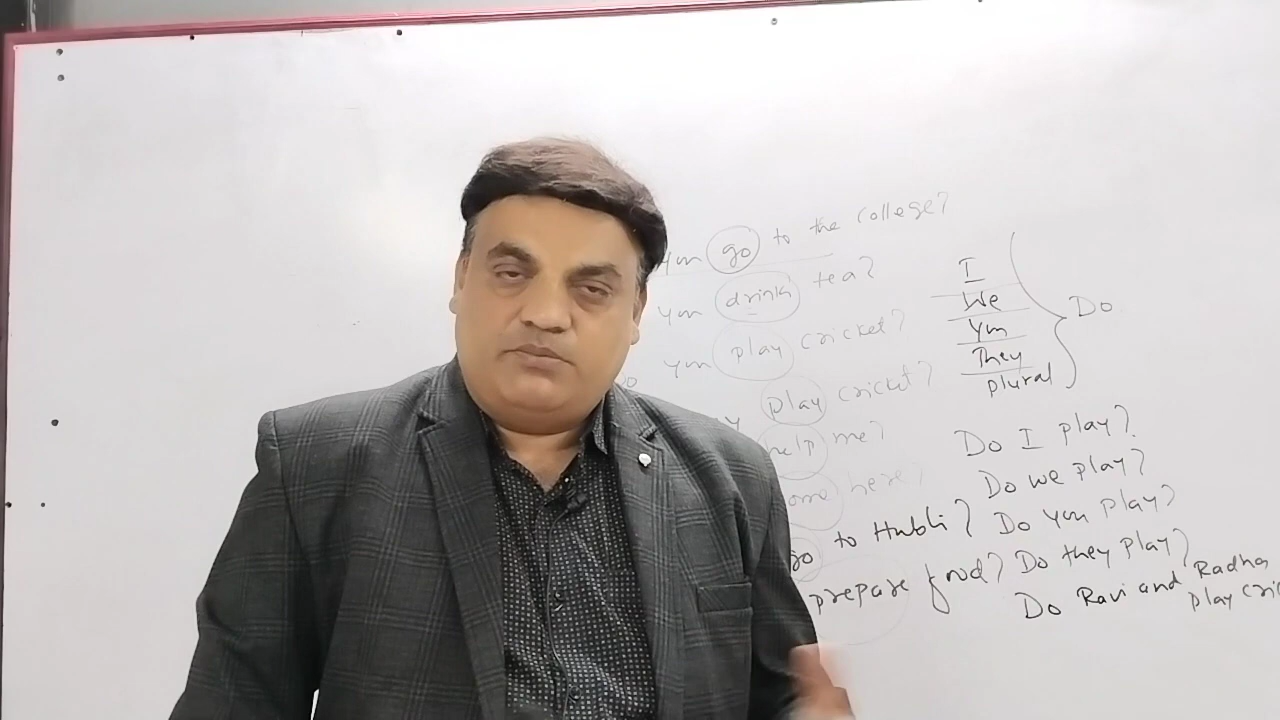 You go to the college?
You drink tea?
You play cricket?
play cricket?
help me?
here?
go to Hubli?
prepare food?
I
We
You
They
plural
Do
Do I play?
Do we play?
Do you play?
Do they play?
Do Ravi and Radha
play cri